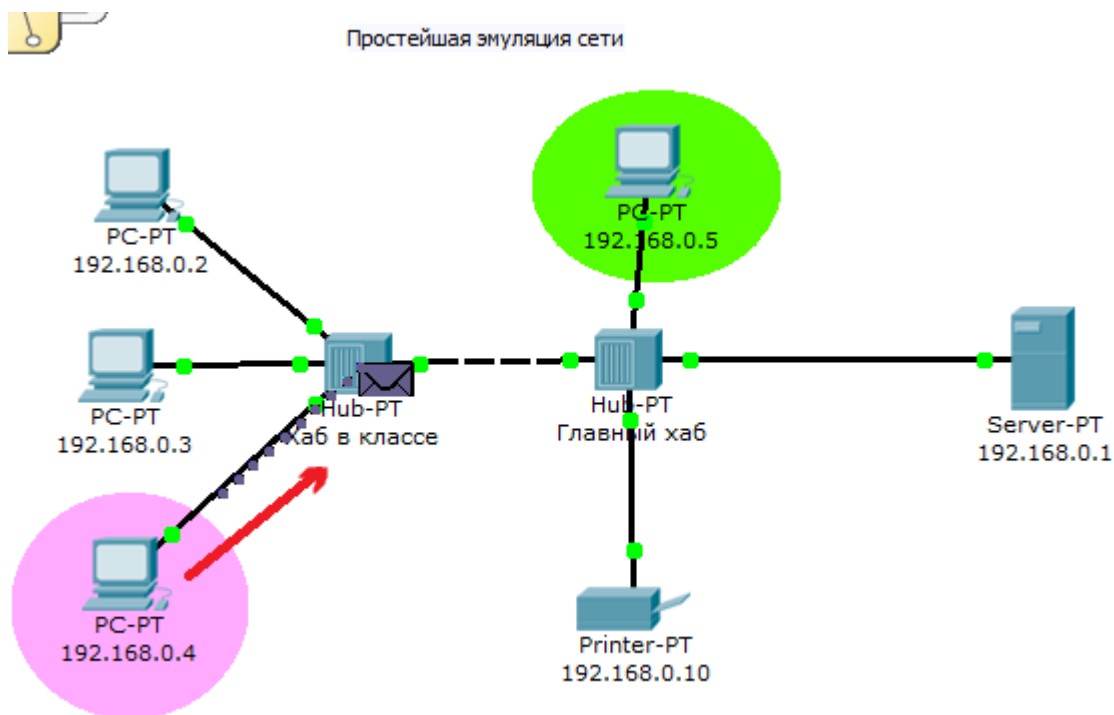 Простейшая эмуляция сети
PC-PT
192.168.0.2
PC-PT
192.168.0.3
PC-PT
192.168.0.4
Hub-PT
Хаб в классе
PC-PT
192.168.0.5
Hub-PT
Главный хаб
Printer-PT
192.168.0.10
Server-PT
192.168.0.1